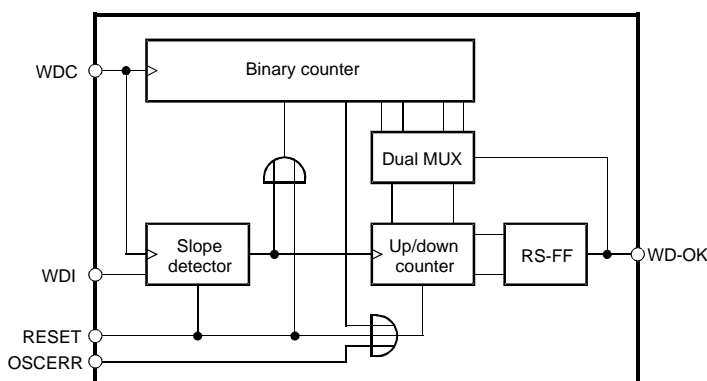 Binary counter
WDC
Dual MUX
Slope
detector
Up/down
counter
RS-FF
WD-OK
WDI
RESET
OSCERR